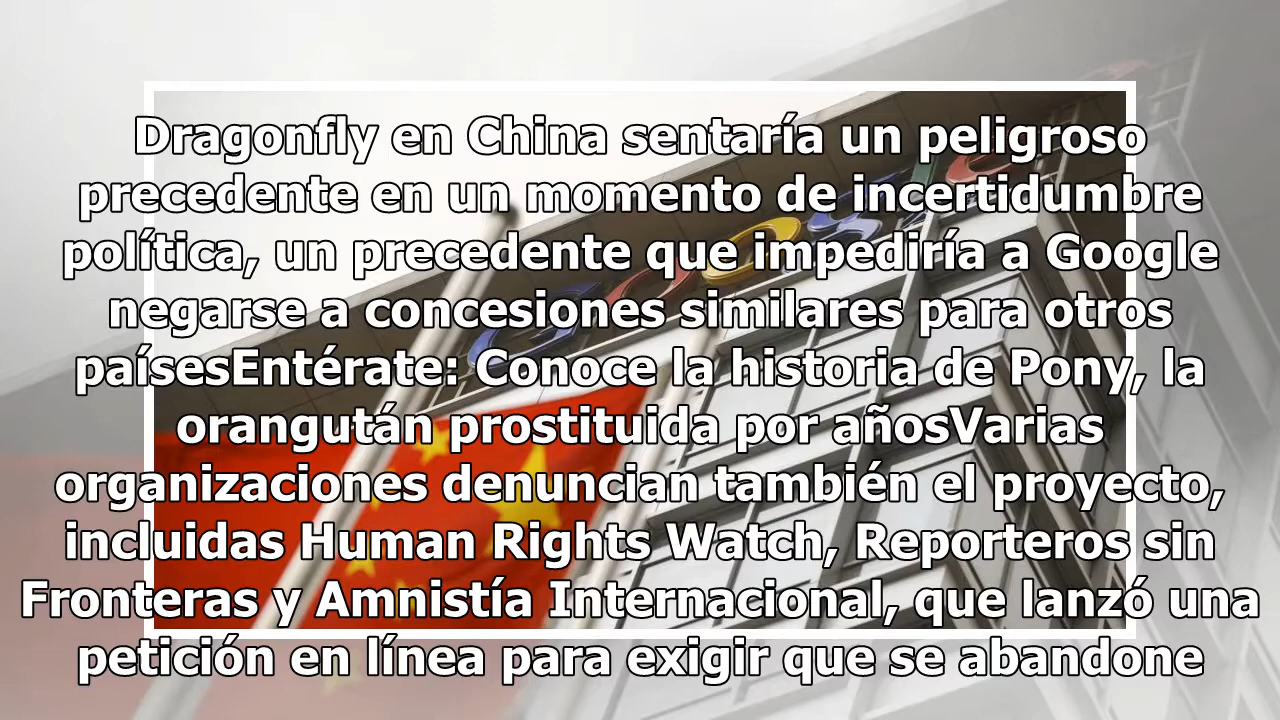 Dragonfly en China sentaría un peligroso
precedente en un momento de incertidumbre
política, un precedente que impediría a Google
negarse a concesiones similares para otros
paísesEntérate: Conoce la historia de Pony, la
orangután prostituida por añosVarias
organizaciones denuncian también el proyecto,
incluidas Human Rights Watch, Reporteros sin
Fronteras y Amnistía Internacional, que lanzó una
petición en línea para exigir que se abandone
Google